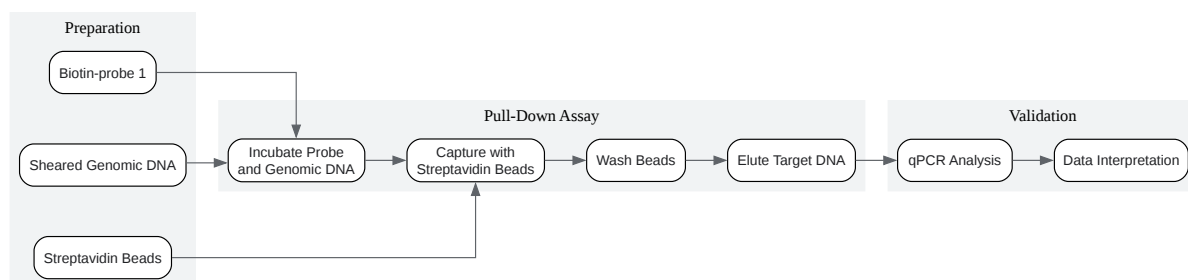 Preparation
Biotin-probe 1
Sheared Genomic DNA
Streptavidin Beads
Pull-Down Assay
Incubate Probe
and Genomic DNA
Capture with
Streptavidin Beads
Wash Beads
Elute Target DNA
Validation
qPCR Analysis
Data Interpretation